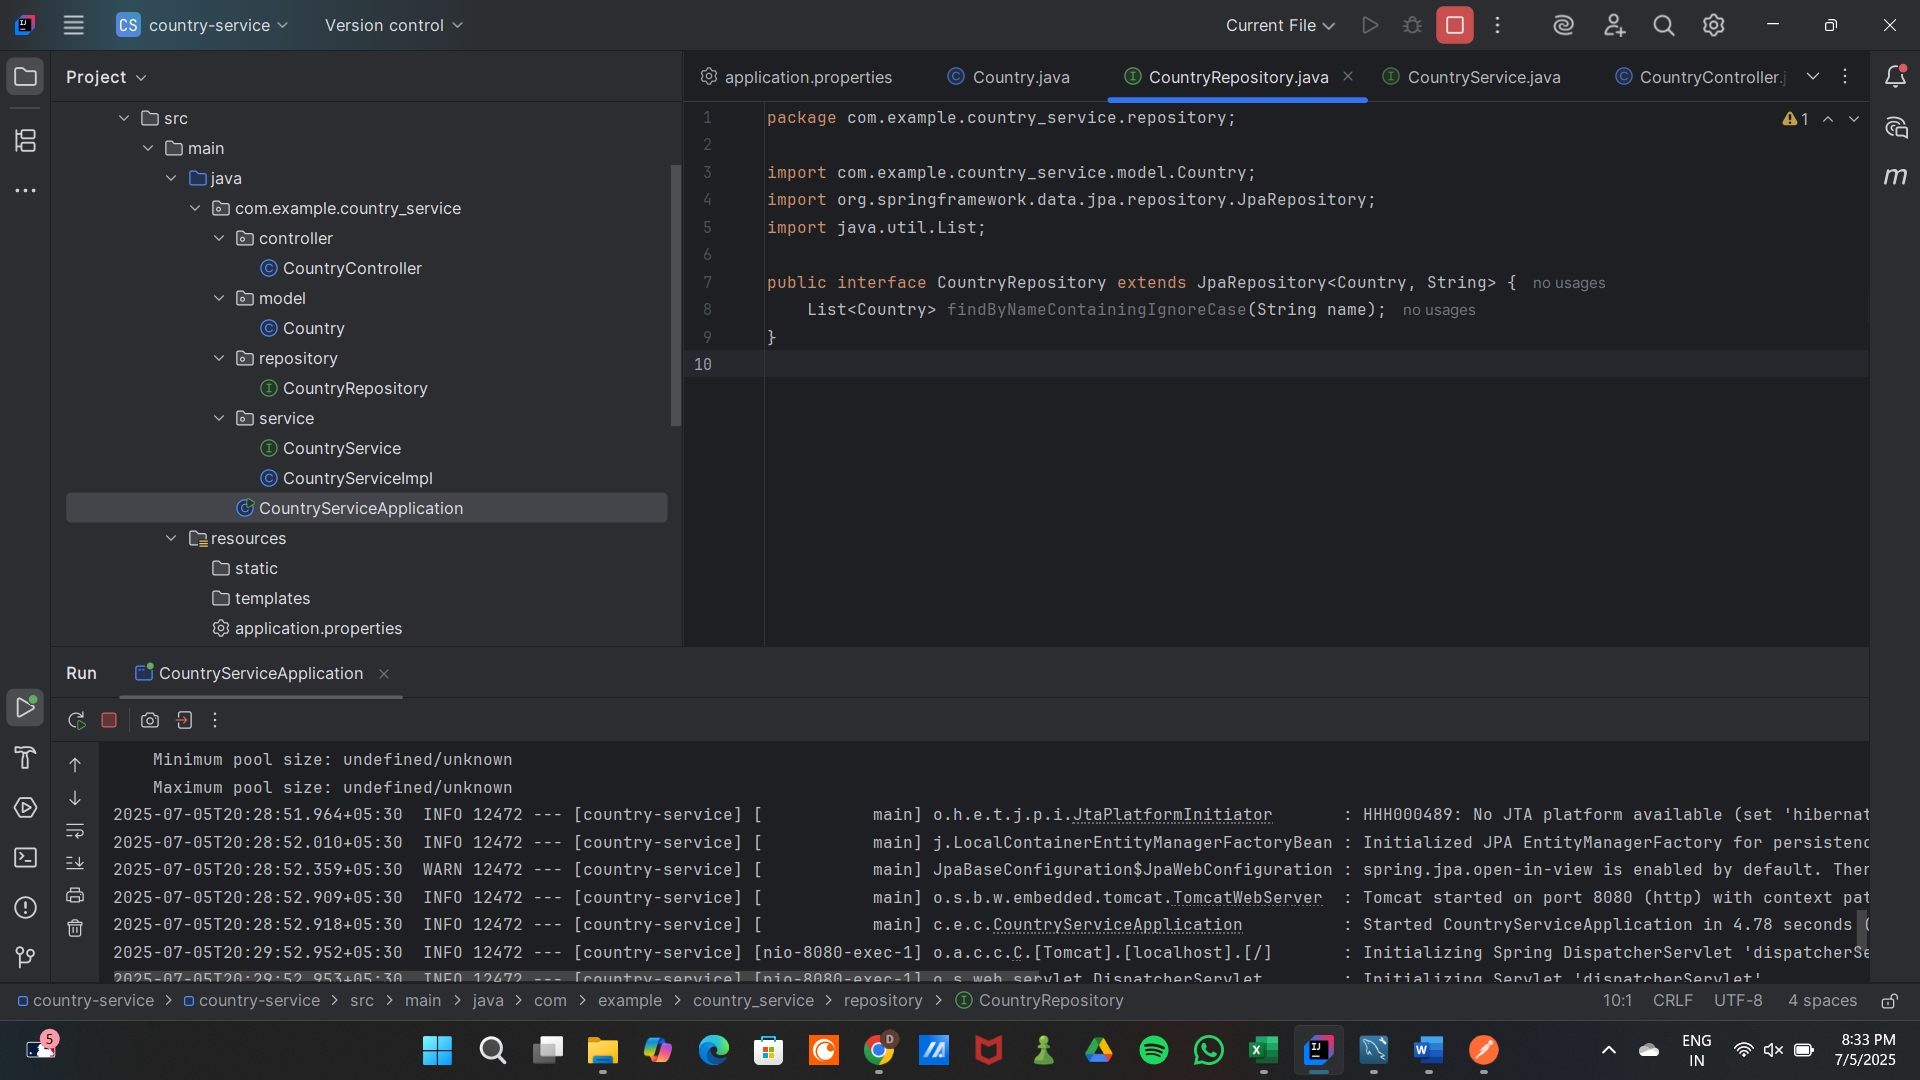 CS country-service
Version control
Current File
Project
src
main
java
com.example.country_service
controller
CountryController
model
Country
repository
CountryRepository
service
CountryService
CountryServiceImpl
CountryServiceApplication
resources
static
templates
application.properties
application.properties
Country.java
CountryRepository.java
CountryService.java
CountryController.j
1 package com.example.country_service.repository;
2
3 import com.example.country_service.model.Country;
4 import org.springframework.data.jpa.repository.JpaRepository;
5 import java.util.List;
6
7 public interface CountryRepository extends JpaRepository<Country, String> { no usages
8 List<Country> findByNameContainingIgnoreCase(String name); no usages
9 }
10
1
m
Run
CountryServiceApplication
Minimum pool size: undefined/unknown
Maximum pool size: undefined/unknown
2025-07-05T20:28:51.964+05:30 INFO 12472 --- [country-service] [ main] o.h.e.t.j.p.i.JtaPlatformInitiator : HHH000489: No JTA platform available (set 'hibernat
2025-07-05T20:28:52.010+05:30 INFO 12472 --- [country-service] [ main] j.LocalContainerEntityManagerFactoryBean : Initialized JPA EntityManagerFactory for persistenc
2025-07-05T20:28:52.359+05:30 WARN 12472 --- [country-service] [ main] JpaBaseConfiguration$JpaWebConfiguration : spring.jpa.open-in-view is enabled by default. Ther
2025-07-05T20:28:52.909+05:30 INFO 12472 --- [country-service] [ main] o.s.b.w.embedded.tomcat.TomcatWebServer : Tomcat started on port 8080 (http) with context pat
2025-07-05T20:28:52.918+05:30 INFO 12472 --- [country-service] [ main] c.e.c.CountryServiceApplication : Started CountryServiceApplication in 4.78 seconds (
2025-07-05T20:29:52.952+05:30 INFO 12472 --- [country-service] [nio-8080-exec-1] o.a.c.c.C.[Tomcat].[localhost].[/] : Initializing Spring DispatcherServlet 'dispatcherSe
2025-07-05T20:29:52.953+05:30 INFO 12472 --- [country-service] [nio-8080-exec-1] o.s.web.servlet.DispatcherServlet : Initializing Servlet 'dispatcherServlet'
country-service > country-service > src > main > java > com > example > country_service > repository > CountryRepository
10:1 CRLF UTF-8 4 spaces
5
D
ENG
IN
8:33 PM
7/5/2025